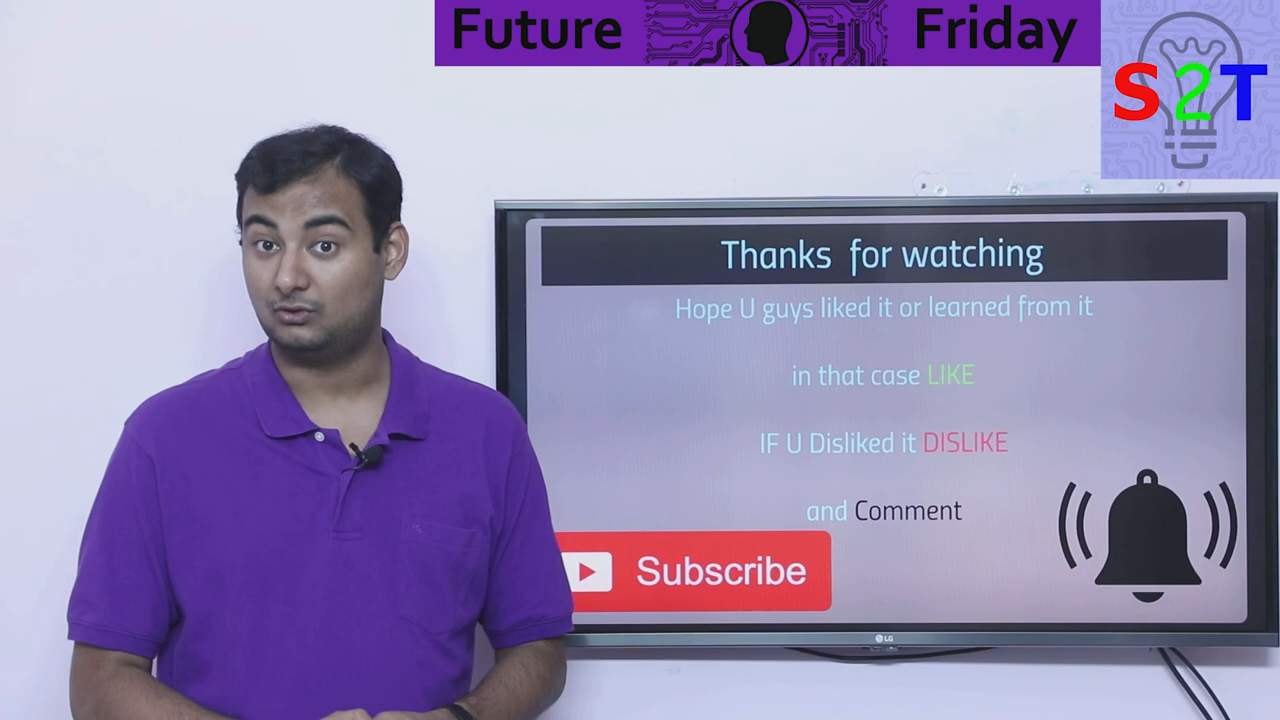 Future Friday
S2T
Thanks for watching
Hope U guys liked it or learned from it
in that case LIKE
IF U Disliked it DISLIKE
and Comment
Subscribe
LG